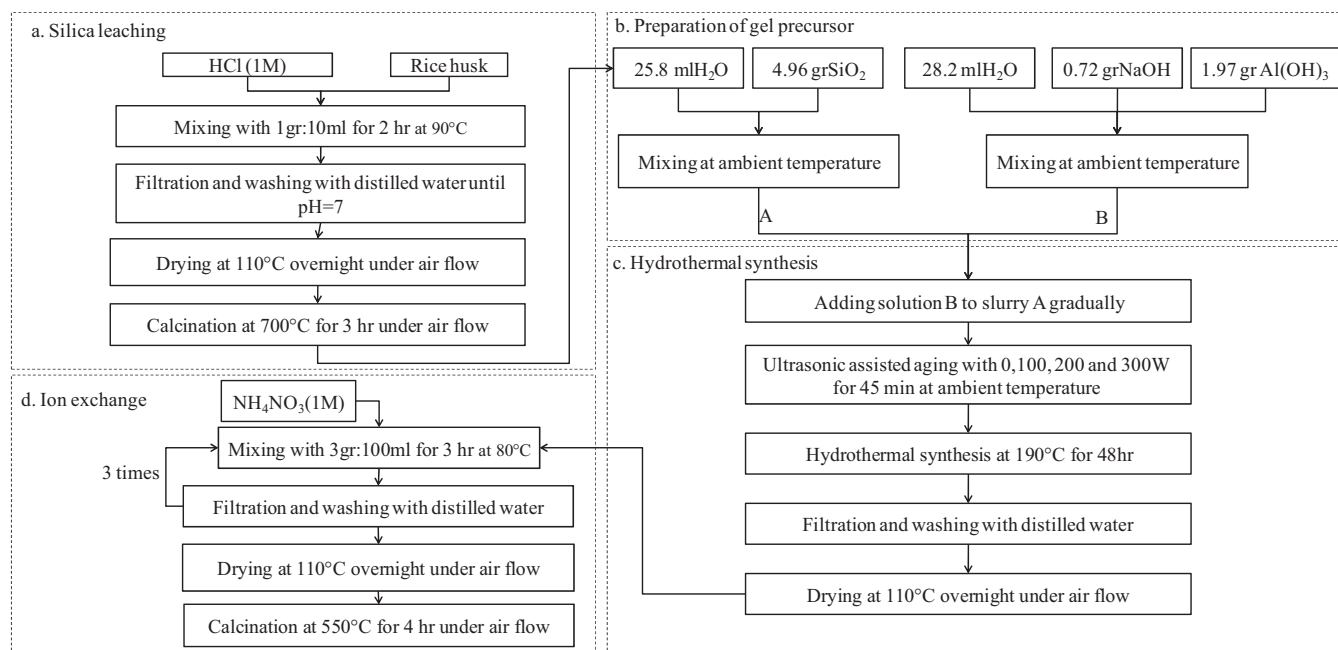 a. Silica leaching
HCl (1M)
Rice husk
Mixing with 1gr:10ml for 2 hr at 90°C
Filtration and washing with distilled water until
pH=7
Drying at 110°C overnight under air flow
Calcination at 700°C for 3 hr under air flow
b. Preparation of gel precursor
25.8 mlH₂O
4.96 grSiO₂
28.2 mlH₂O
0.72 grNaOH
1.97 gr Al(OH)₃
Mixing at ambient temperature
Mixing at ambient temperature
A
B
c. Hydrothermal synthesis
Adding solution B to slurry A gradually
Ultrasonic assisted aging with 0,100, 200 and 300W
for 45 min at ambient temperature
Hydrothermal synthesis at 190°C for 48hr
Filtration and washing with distilled water
Drying at 110°C overnight under air flow
d. Ion exchange
NH₄NO₃(1M)
Mixing with 3gr:100ml for 3 hr at 80°C
3 times
Filtration and washing with distilled water
Drying at 110°C overnight under air flow
Calcination at 550°C for 4 hr under air flow